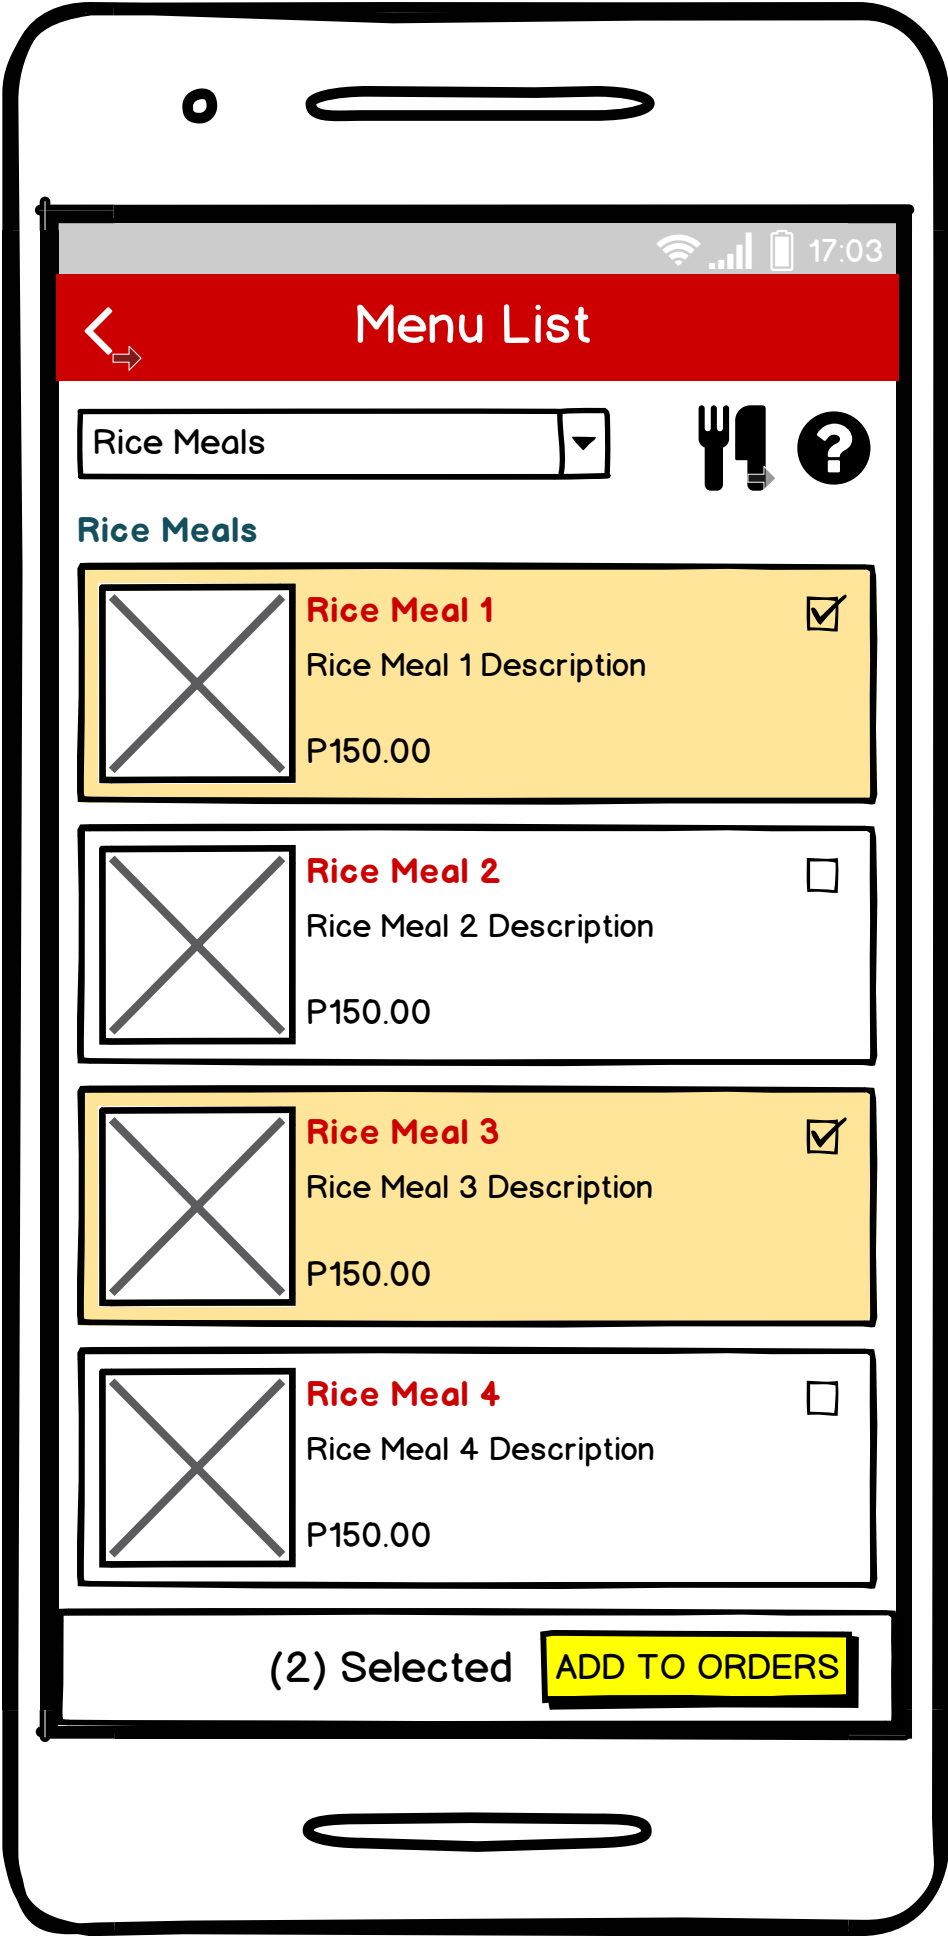 17:03
Menu List
Rice Meals
Rice Meals
Rice Meal 1
Rice Meal 1 Description
P150.00
Rice Meal 2
Rice Meal 2 Description
P150.00
Rice Meal 3
Rice Meal 3 Description
P150.00
Rice Meal 4
Rice Meal 4 Description
P150.00
(2) Selected ADD TO ORDERS